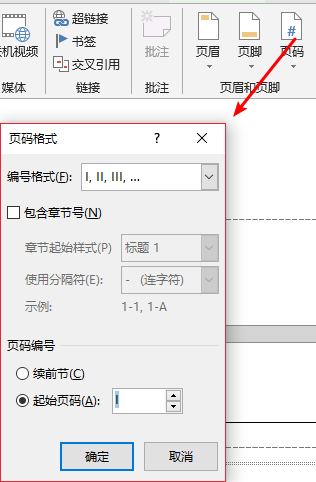 联机视频
超链接
书签
交叉引用
批注
页眉
页脚
页码
#
媒体
链接
批注
页眉和页脚
页码格式
?
编号格式(F):
I, II, III, ...
包含章节号(N)
章节起始样式(P)
标题 1
使用分隔符(E):
- (连字符)
示例:
1-1, 1-A
页码编号
续前节(C)
起始页码(A):
I
确定
取消